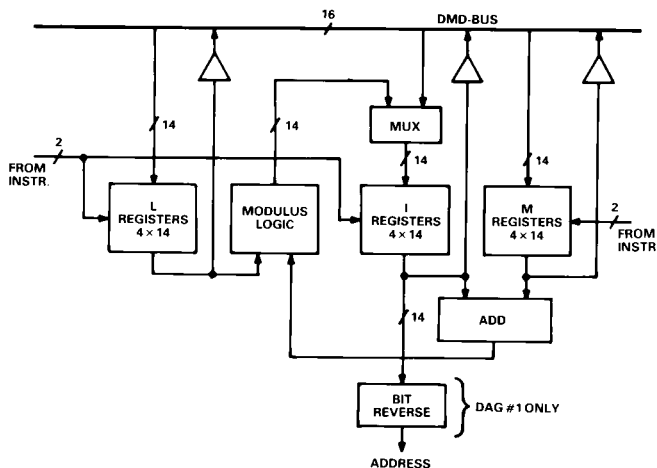 16
DMD-BUS
14
14
MUX
14
14
2
FROM
INSTR.
L
REGISTERS
4 × 14
MODULUS
LOGIC
I
REGISTERS
4 × 14
M
REGISTERS
4 × 14
2
FROM
INSTR
14
ADD
BIT
REVERSE
DAG #1 ONLY
ADDRESS